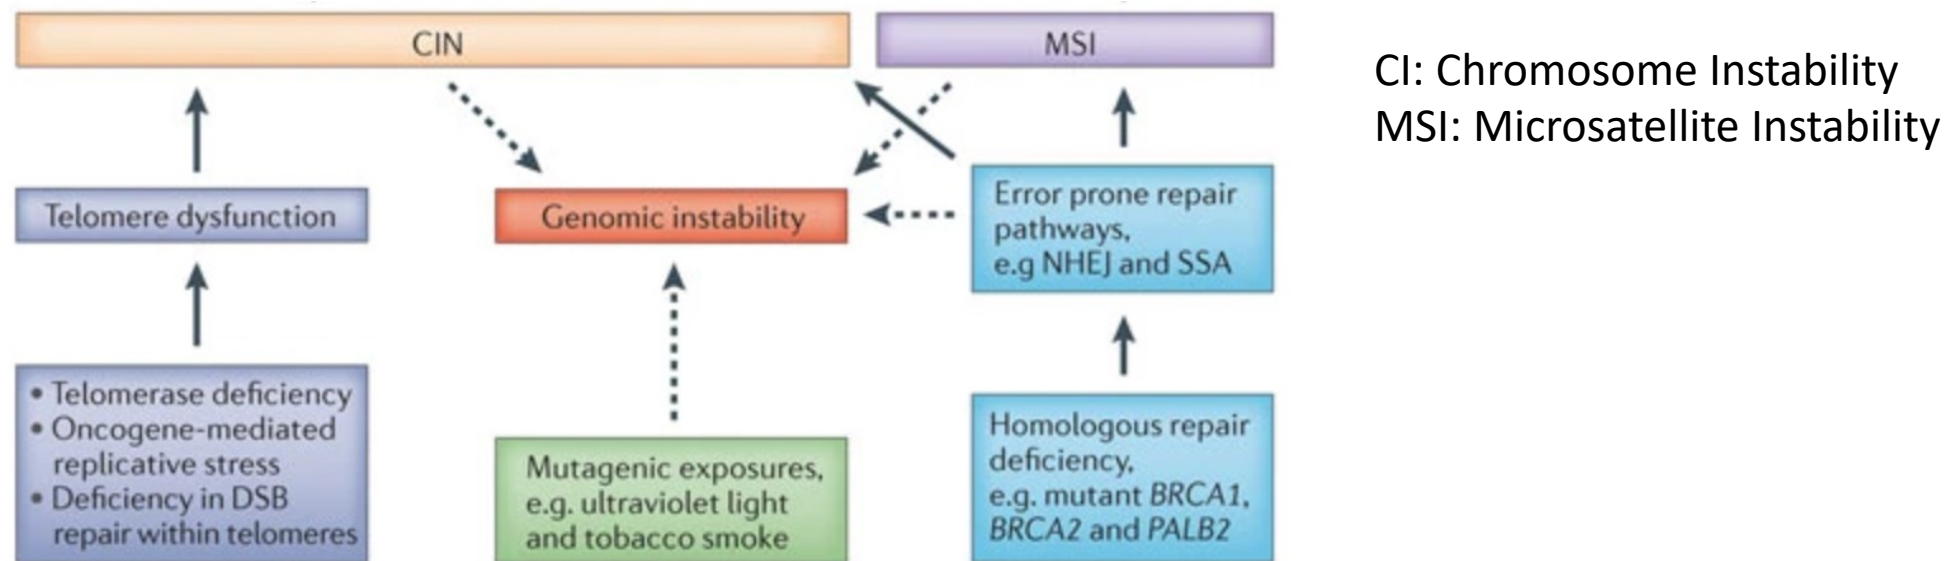 CIN
MSI
CI: Chromosome Instability
MSI: Microsatellite Instability
Telomere dysfunction
Genomic instability
Error prone repair
pathways,
e.g NHEJ and SSA
• Telomerase deficiency
• Oncogene-mediated
replicative stress
• Deficiency in DSB
repair within telomeres
Mutagenic exposures,
e.g. ultraviolet light
and tobacco smoke
Homologous repair
deficiency,
e.g. mutant BRCA1,
BRCA2 and PALB2